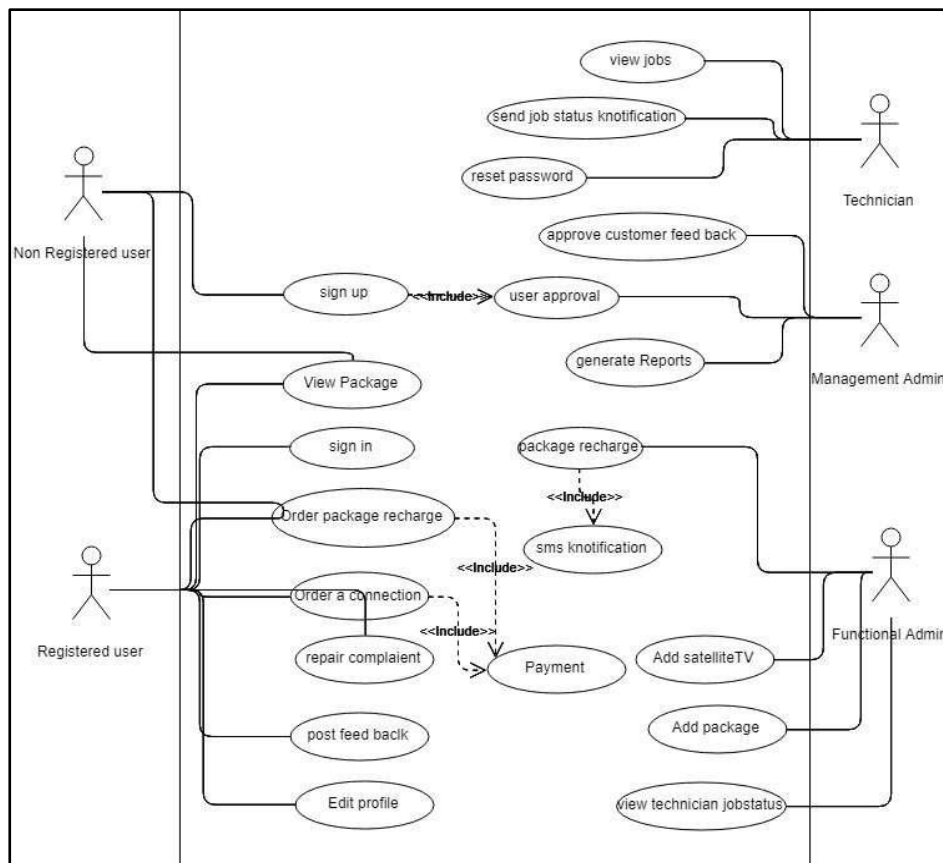 view jobs
send job status knotification
reset password
Technician
Non Registered user
approve customer feed back
sign up
<<Include>>
user approval
generate Reports
Management Admin
View Package
sign in
package recharge
<<Include>>
Order package recharge
sms knotification
<<Include>>
Order a connection
<<Include>>
Registered user
Functional Admin
repair complaient
Payment
Add satelliteTV
post feed baclk
Add package
Edit profile
view technician jobstatus